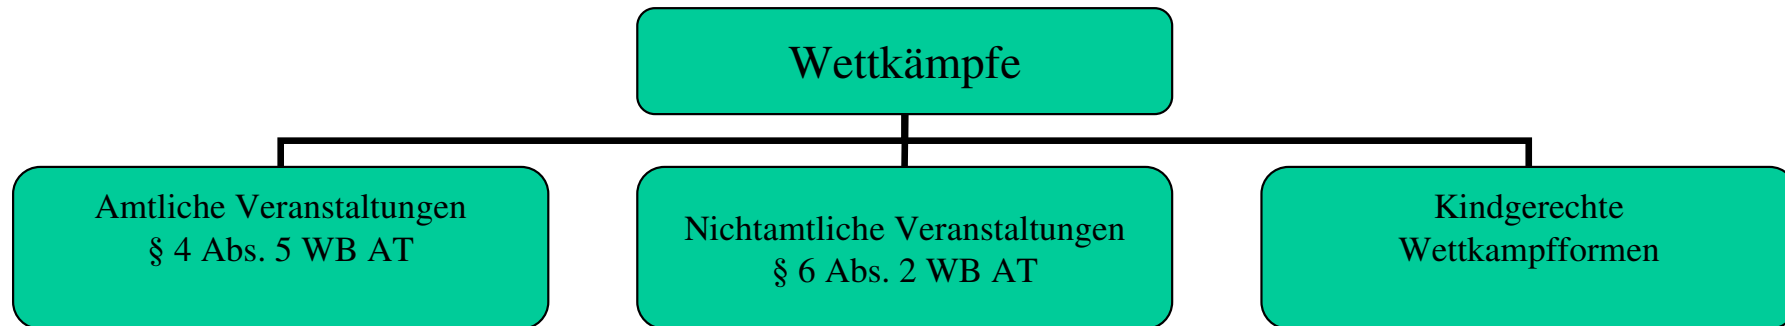 Wettkämpfe
Amtliche Veranstaltungen
§ 4 Abs. 5 WB AT
Nichtamtliche Veranstaltungen
§ 6 Abs. 2 WB AT
Kindgerechte
Wettkampfformen